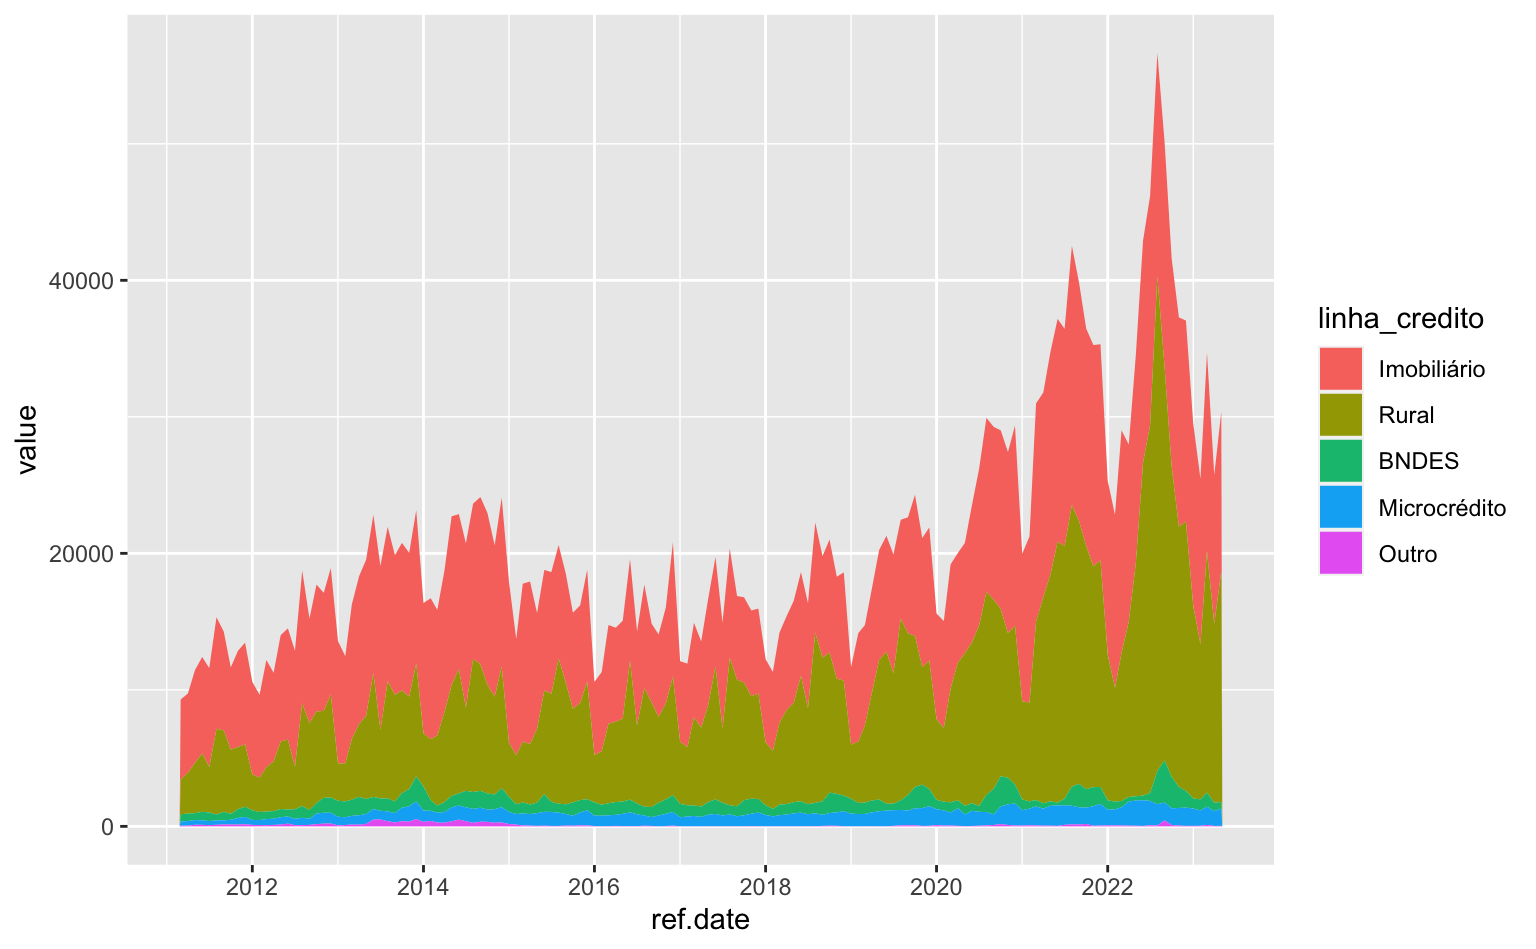 value
40000
20000
0
2012
2014
2016
2018
2020
2022
ref.date
linha_credito
Imobiliário
Rural
BNDES
Microcrédito
Outro